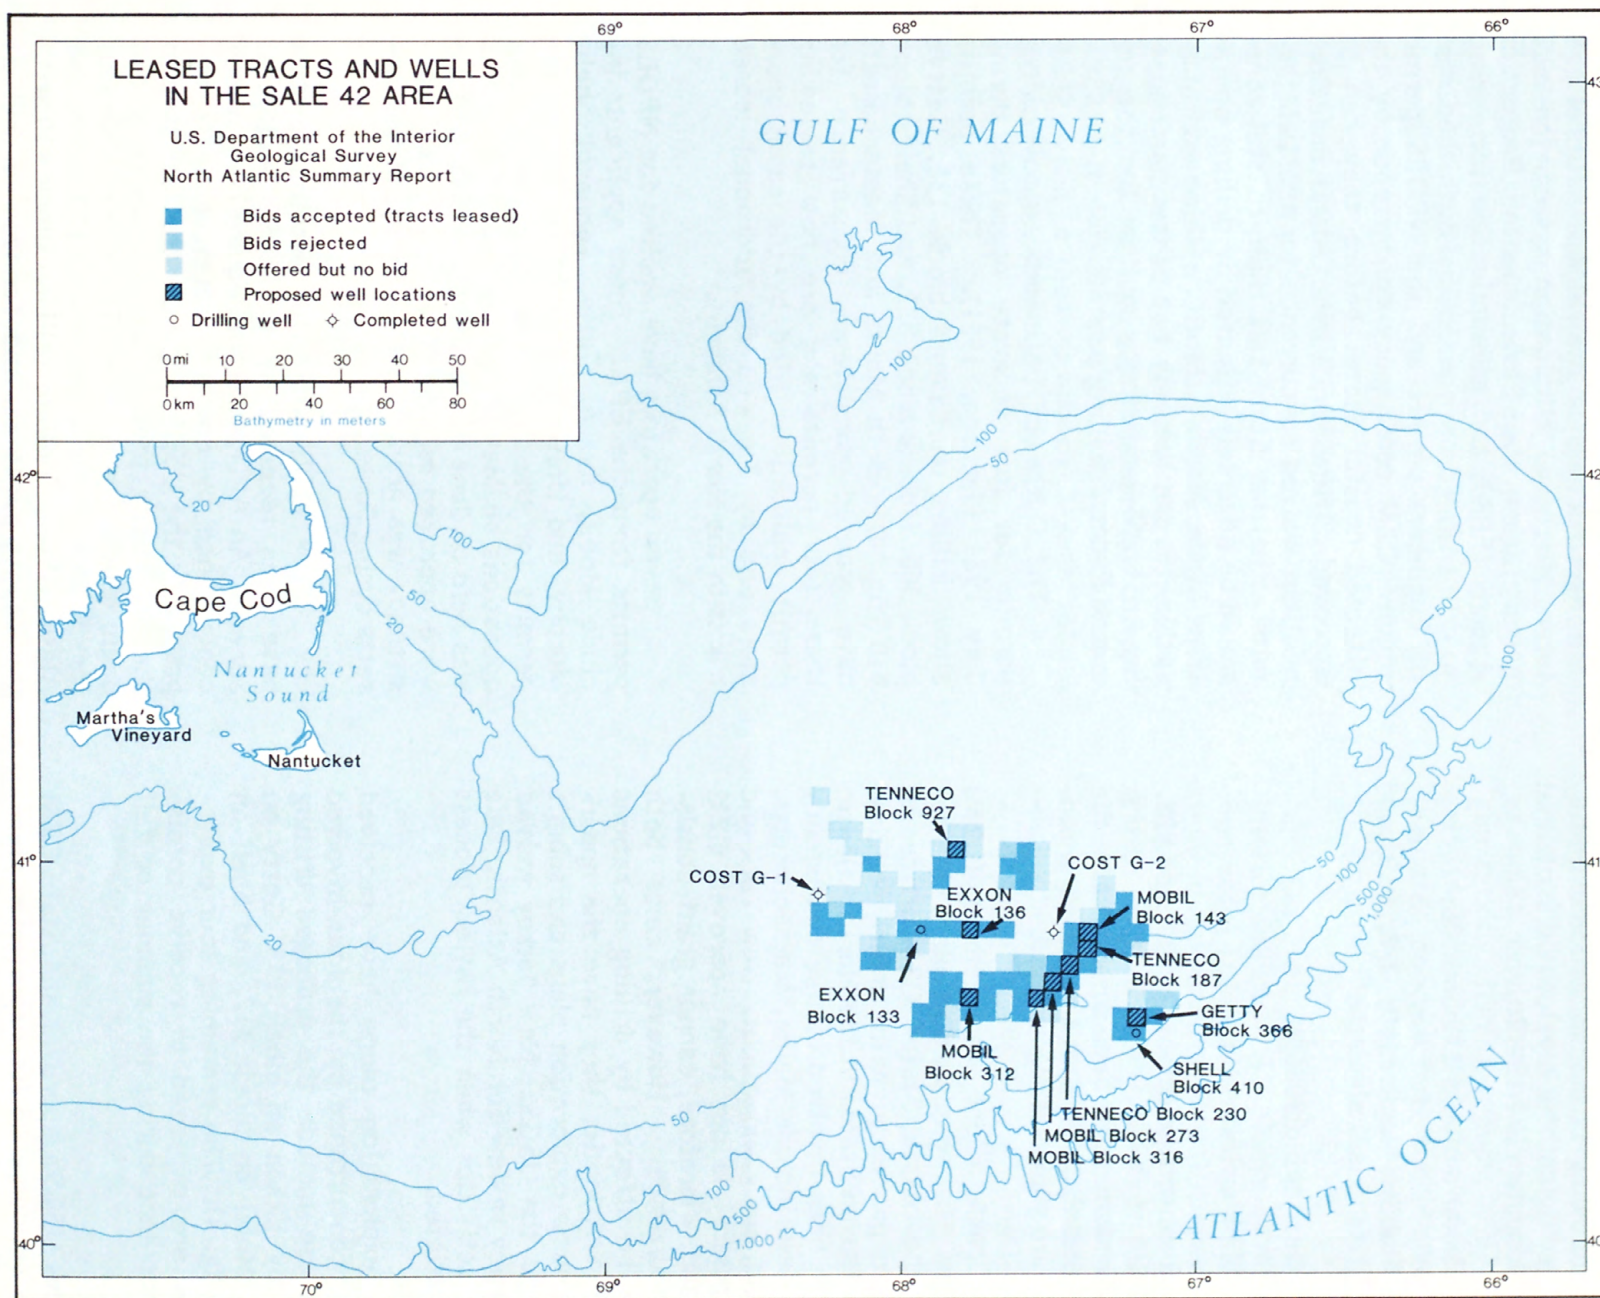 69°
68°
67°
66°
LEASED TRACTS AND WELLS
IN THE SALE 42 AREA
U.S. Department of the Interior
Geological Survey
North Atlantic Summary Report
Bids accepted (tracts leased)
Bids rejected
Offered but no bid
Proposed well locations
Drilling well
Completed well
0 mi 10 20 30 40 50
0 km 20 40 60 80
Bathymetry in meters
GULF OF MAINE
43
100
100
50
42°
42
20
100
50
20
Cape Cod
50
100
Nantucket
Sound
Martha's
Vineyard
Nantucket
TENNECO
Block 927
41°
41
50
100
500
1,000
COST G-1
COST G-2
EXXON
Block 136
MOBIL
Block 143
20
TENNECO
Block 187
EXXON
Block 133
GETTY
Block 366
MOBIL
Block 312
SHELL
Block 410
TENNECO Block 230
MOBIL Block 273
MOBIL Block 316
50
100
500
1,000
ATLANTIC OCEAN
40°
40
70°
69°
68°
67°
66°